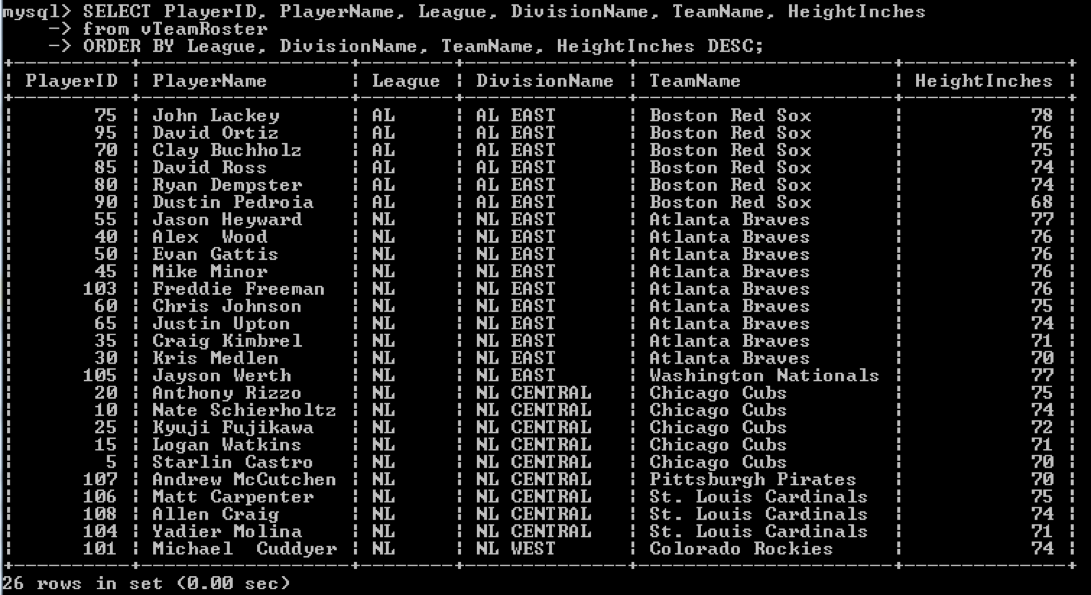 mysql> SELECT PlayerID, PlayerName, League, DivisionName, TeamName, HeightInches
-> from vTeamRoster
-> ORDER BY League, DivisionName, TeamName, HeightInches DESC;
+----------+------------------+--------+--------------+----------------------+--------------+
| PlayerID | PlayerName | League | DivisionName | TeamName | HeightInches |
+----------+------------------+--------+--------------+----------------------+--------------+
| 75 | John Lackey | AL | AL EAST | Boston Red Sox | 78 |
| 95 | David Ortiz | AL | AL EAST | Boston Red Sox | 76 |
| 70 | Clay Buchholz | AL | AL EAST | Boston Red Sox | 75 |
| 85 | David Ross | AL | AL EAST | Boston Red Sox | 74 |
| 80 | Ryan Dempster | AL | AL EAST | Boston Red Sox | 74 |
| 90 | Dustin Pedroia | AL | AL EAST | Boston Red Sox | 68 |
| 55 | Jason Heyward | NL | NL EAST | Atlanta Braves | 77 |
| 40 | Alex  Wood | NL | NL EAST | Atlanta Braves | 76 |
| 50 | Evan Gattis | NL | NL EAST | Atlanta Braves | 76 |
| 45 | Mike Minor | NL | NL EAST | Atlanta Braves | 76 |
| 103 | Freddie Freeman | NL | NL EAST | Atlanta Braves | 76 |
| 60 | Chris Johnson | NL | NL EAST | Atlanta Braves | 75 |
| 65 | Justin Upton | NL | NL EAST | Atlanta Braves | 74 |
| 35 | Craig Kimbrel | NL | NL EAST | Atlanta Braves | 71 |
| 30 | Kris Medlen | NL | NL EAST | Atlanta Braves | 70 |
| 105 | Jayson Werth | NL | NL EAST | Washington Nationals | 77 |
| 20 | Anthony Rizzo | NL | NL CENTRAL | Chicago Cubs | 75 |
| 10 | Nate Schierholtz | NL | NL CENTRAL | Chicago Cubs | 74 |
| 25 | Kyuji Fujikawa | NL | NL CENTRAL | Chicago Cubs | 72 |
| 15 | Logan Watkins | NL | NL CENTRAL | Chicago Cubs | 71 |
| 5 | Starlin Castro | NL | NL CENTRAL | Chicago Cubs | 70 |
| 107 | Andrew McCutchen | NL | NL CENTRAL | Pittsburgh Pirates | 70 |
| 106 | Matt Carpenter | NL | NL CENTRAL | St. Louis Cardinals | 75 |
| 108 | Allen Craig | NL | NL CENTRAL | St. Louis Cardinals | 74 |
| 104 | Yadier Molina | NL | NL CENTRAL | St. Louis Cardinals | 71 |
| 101 | Michael  Cuddyer | NL | NL WEST | Colorado Rockies | 74 |
+----------+------------------+--------+--------------+----------------------+--------------+
26 rows in set (0.00 sec)